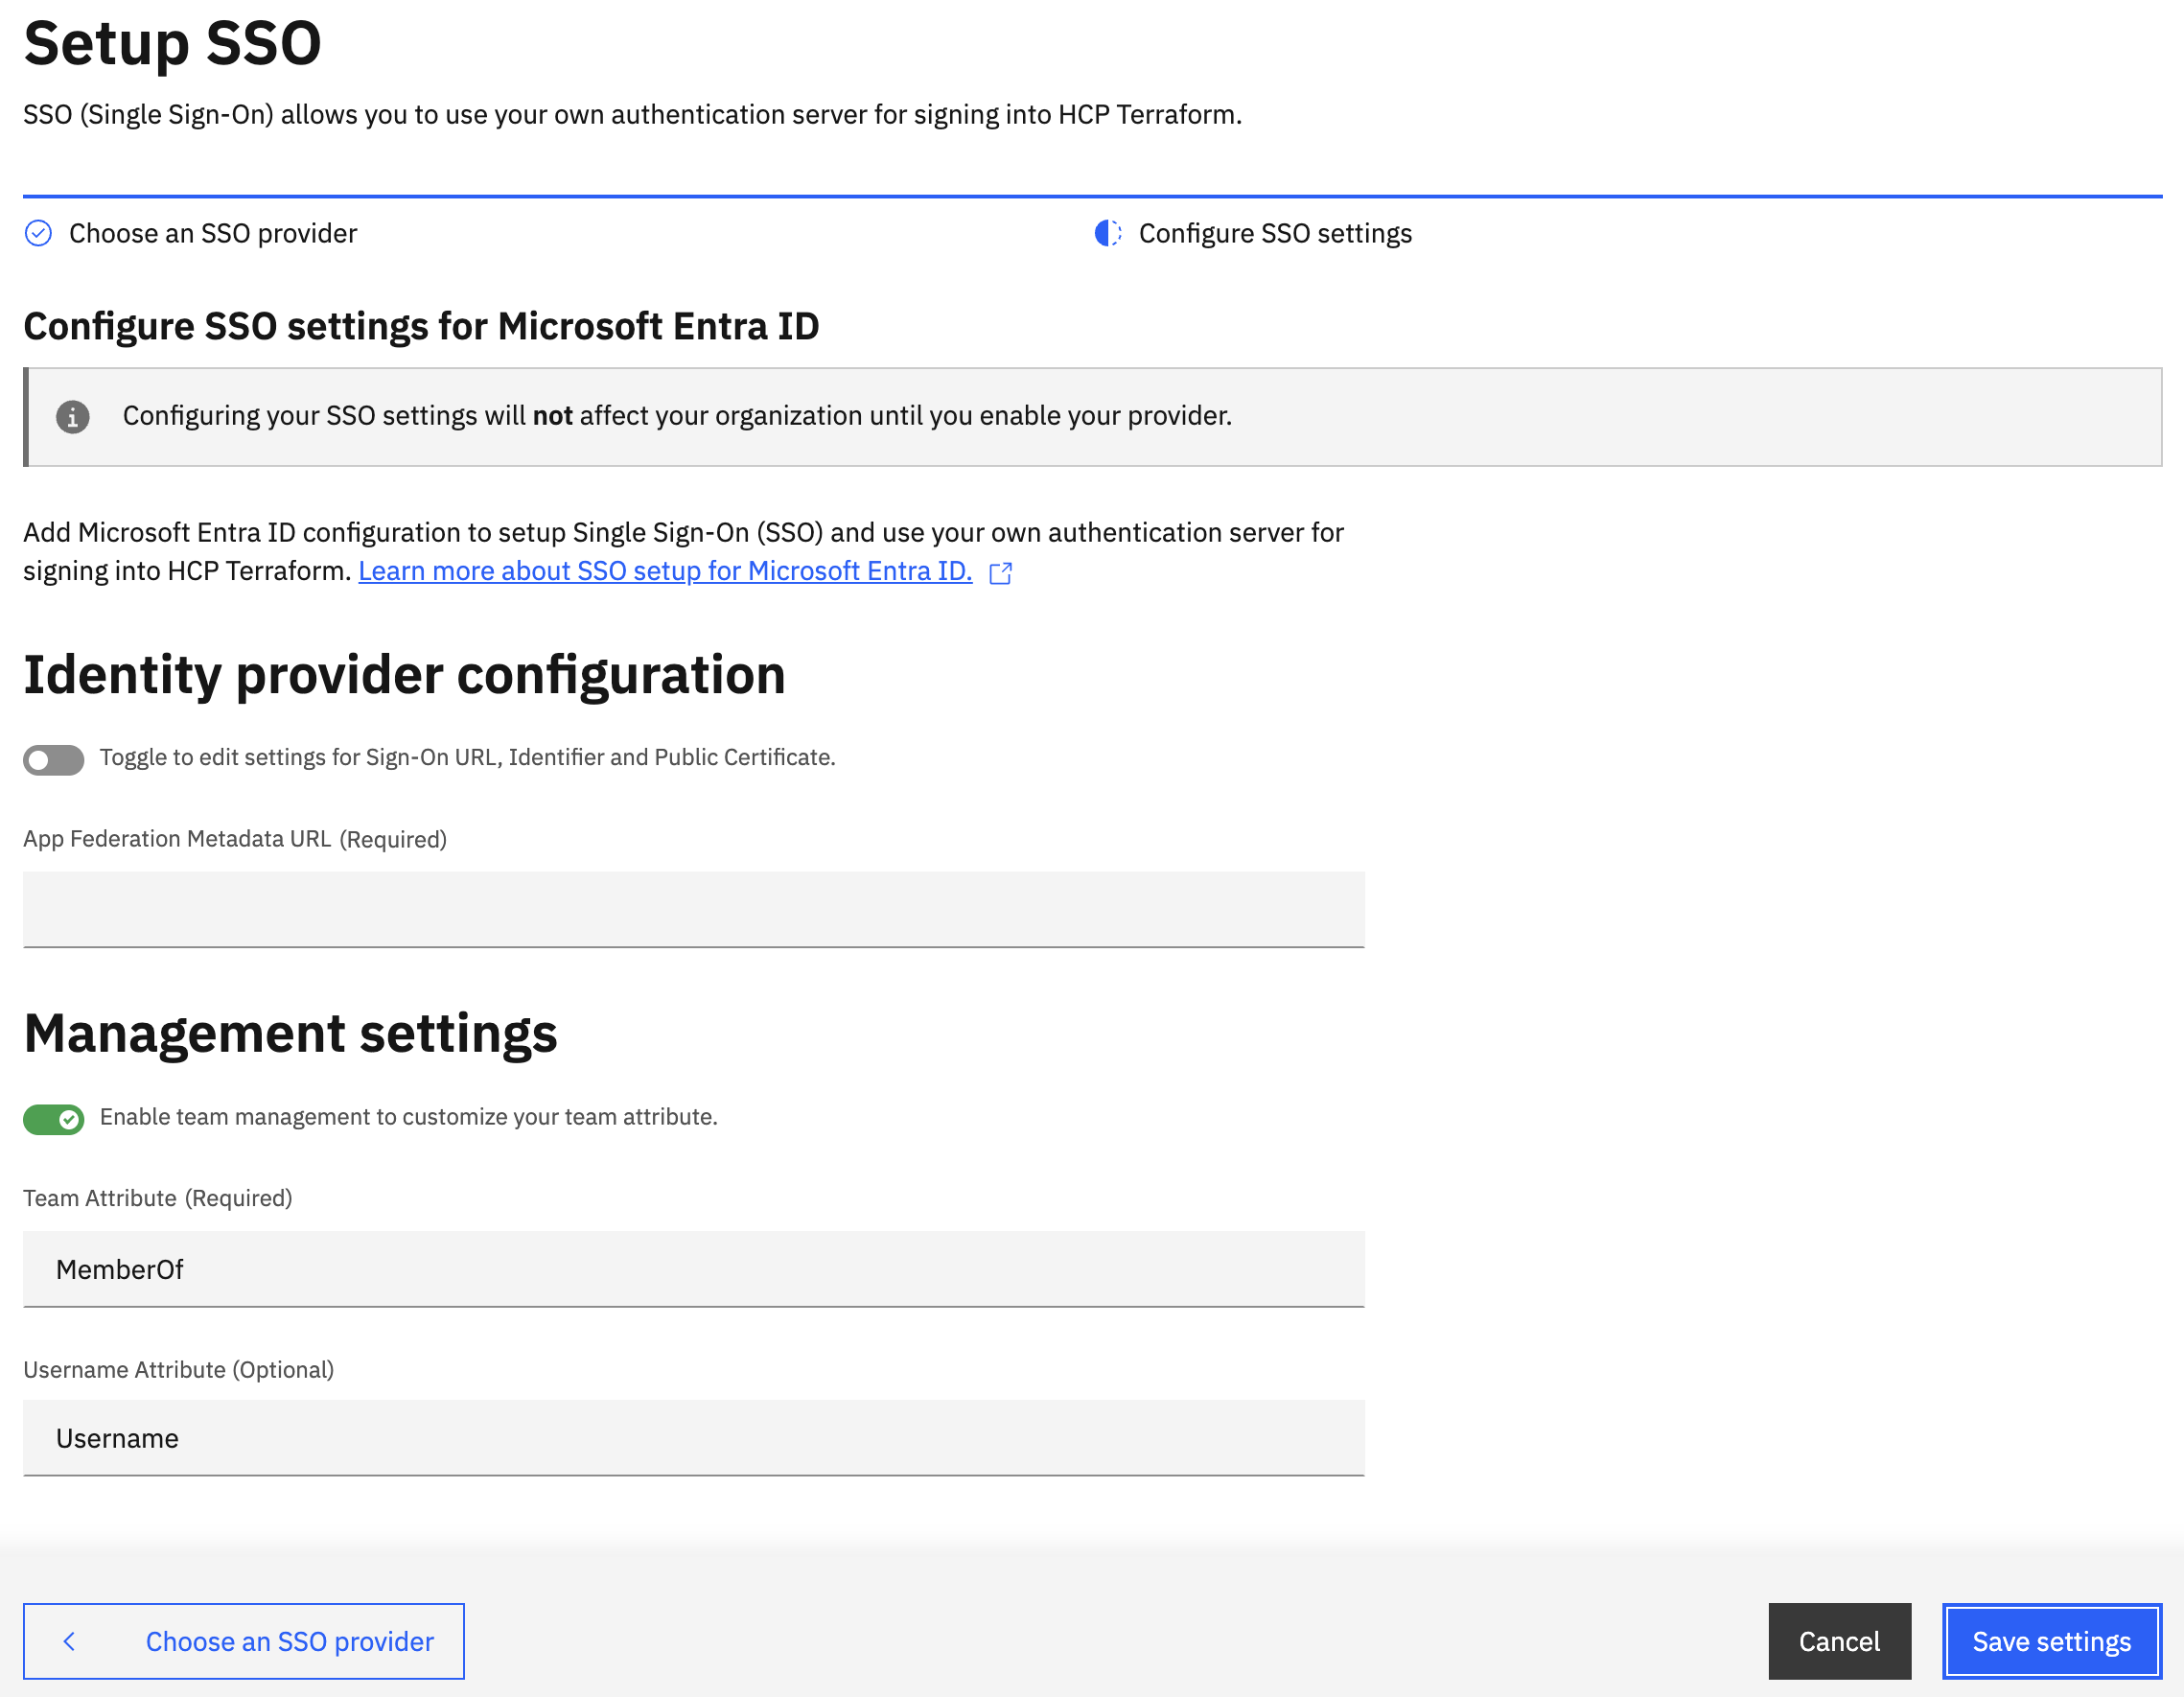 Setup SSO
SSO (Single Sign-On) allows you to use your own authentication server for signing into HCP Terraform.
Choose an SSO provider
Configure SSO settings
Configure SSO settings for Microsoft Entra ID
Configuring your SSO settings will not affect your organization until you enable your provider.
Add Microsoft Entra ID configuration to setup Single Sign-On (SSO) and use your own authentication server for
signing into HCP Terraform. Learn more about SSO setup for Microsoft Entra ID.
Identity provider configuration
Toggle to edit settings for Sign-On URL, Identifier and Public Certificate.
App Federation Metadata URL (Required)
Management settings
Enable team management to customize your team attribute.
Team Attribute (Required)
MemberOf
Username Attribute (Optional)
Username
Choose an SSO provider
Cancel
Save settings